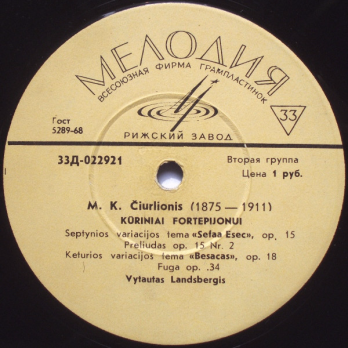 МЕЛОДИЯ
ВСЕСОЮЗНАЯ ФИРМА ГРАМПЛАСТИНОК
33
Гост
5289-68
РИЖСКИЙ ЗАВОД
33Д-022921
Вторая группа
Цена 1 руб.
M. K. Čiurlionis (1875 — 1911)
KŪRINIAI FORTEPIJONUI
Septynios variacijos tema «Sefaa Esec», op. 15
Preliudas op. 15 Nr. 2
Keturios variacijos tema «Besacas», op. 18
Fuga op. .34
Vytautas Landsbergis